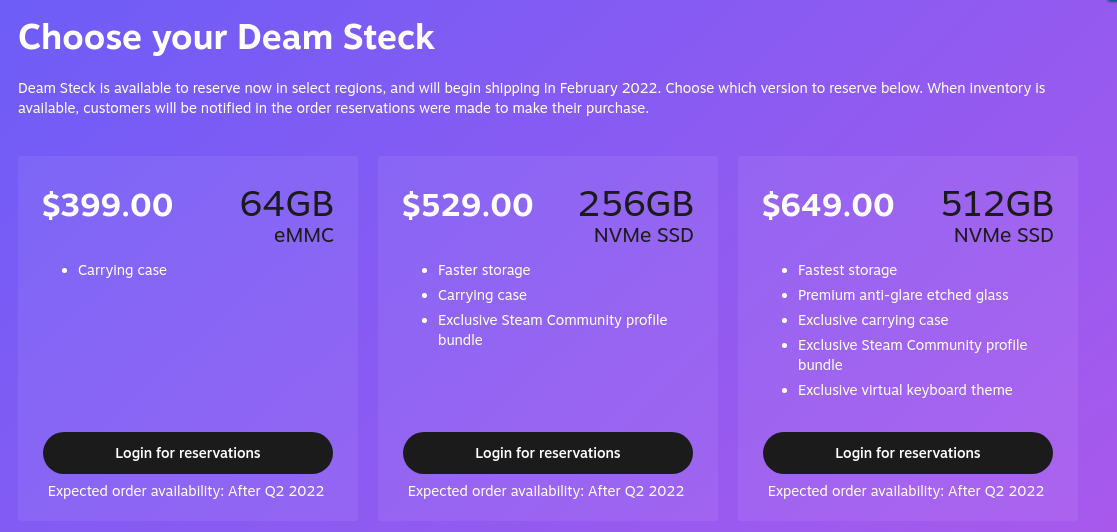 Choose your Deam Steck
Deam Steck is available to reserve now in select regions, and will begin shipping in February 2022. Choose which version to reserve below. When inventory is
available, customers will be notified in the order reservations were made to make their purchase.
$399.00
64GB
eMMC
Carrying case
Login for reservations
Expected order availability: After Q2 2022
$529.00
256GB
NVMe SSD
Faster storage
Carrying case
Exclusive Steam Community profile
bundle
Login for reservations
Expected order availability: After Q2 2022
$649.00
512GB
NVMe SSD
Fastest storage
Premium anti-glare etched glass
Exclusive carrying case
Exclusive Steam Community profile
bundle
Exclusive virtual keyboard theme
Login for reservations
Expected order availability: After Q2 2022